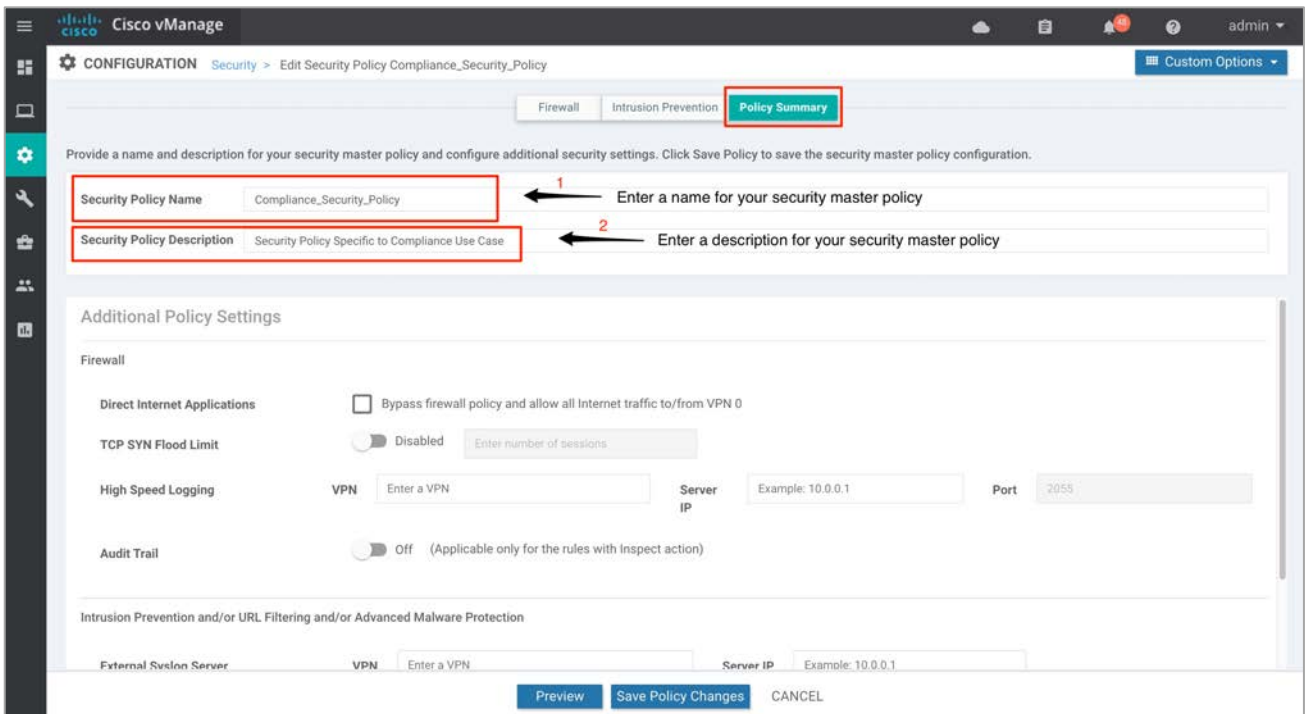 cisco Cisco vManage 48 admin
CONFIGURATION Security > Edit Security Policy Compliance_Security_Policy Custom Options
Firewall Intrusion Prevention Policy Summary
Provide a name and description for your security master policy and configure additional security settings. Click Save Policy to save the security master policy configuration.
Security Policy Name Compliance_Security_Policy 1 Enter a name for your security master policy
Security Policy Description Security Policy Specific to Compliance Use Case 2 Enter a description for your security master policy
Additional Policy Settings
Firewall
Direct Internet Applications Bypass firewall policy and allow all Internet traffic to/from VPN 0
TCP SYN Flood Limit Disabled Enter number of sessions
High Speed Logging VPN Enter a VPN Server IP Example: 10.0.0.1 Port 2055
Audit Trail Off (Applicable only for the rules with Inspect action)
Intrusion Prevention and/or URL Filtering and/or Advanced Malware Protection
External Syslog Server VPN Enter a VPN Server IP Example: 10.0.0.1
Preview Save Policy Changes CANCEL